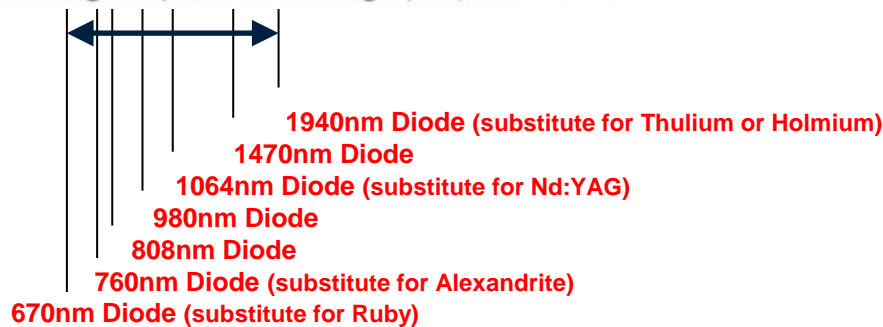 1940nm Diode (substitute for Thulium or Holmium)
1470nm Diode
1064nm Diode (substitute for Nd:YAG)
980nm Diode
808nm Diode
760nm Diode (substitute for Alexandrite)
670nm Diode (substitute for Ruby)